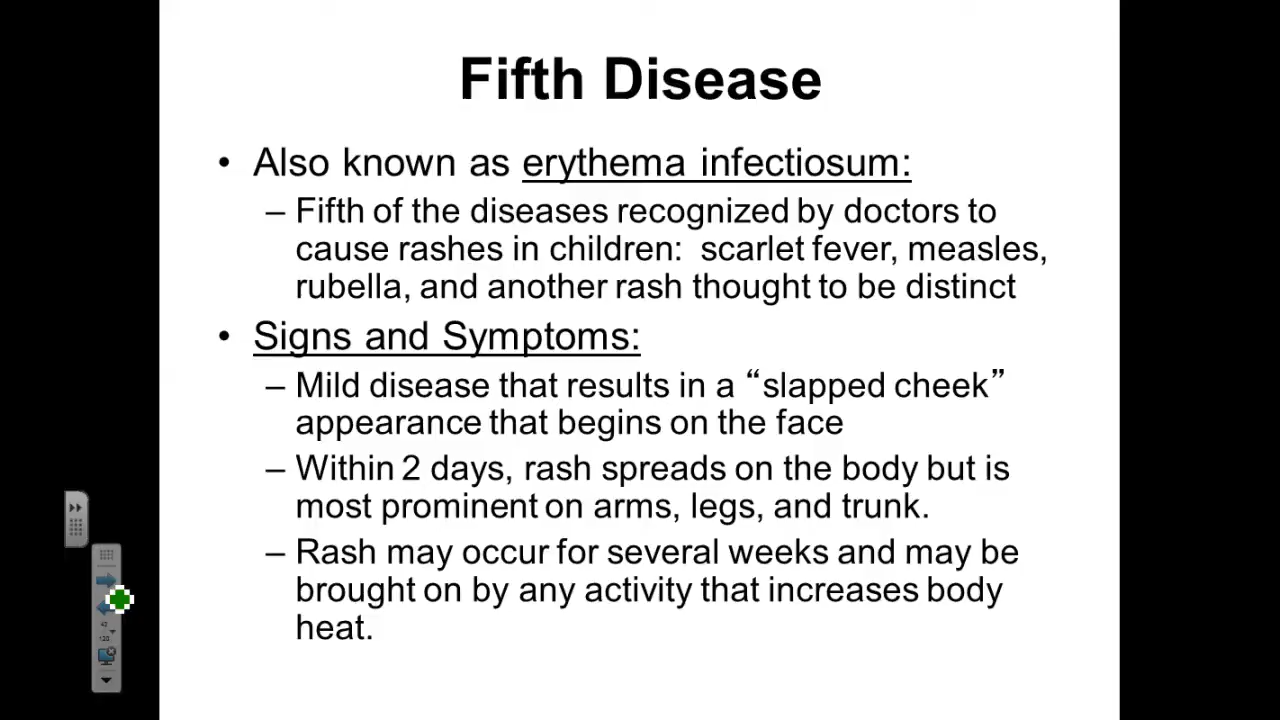 Fifth Disease
• Also known as erythema infectiosum:
– Fifth of the diseases recognized by doctors to
cause rashes in children:  scarlet fever, measles,
rubella, and another rash thought to be distinct
• Signs and Symptoms:
– Mild disease that results in a “slapped cheek”
appearance that begins on the face
– Within 2 days, rash spreads on the body but is
most prominent on arms, legs, and trunk.
– Rash may occur for several weeks and may be
brought on by any activity that increases body
heat.